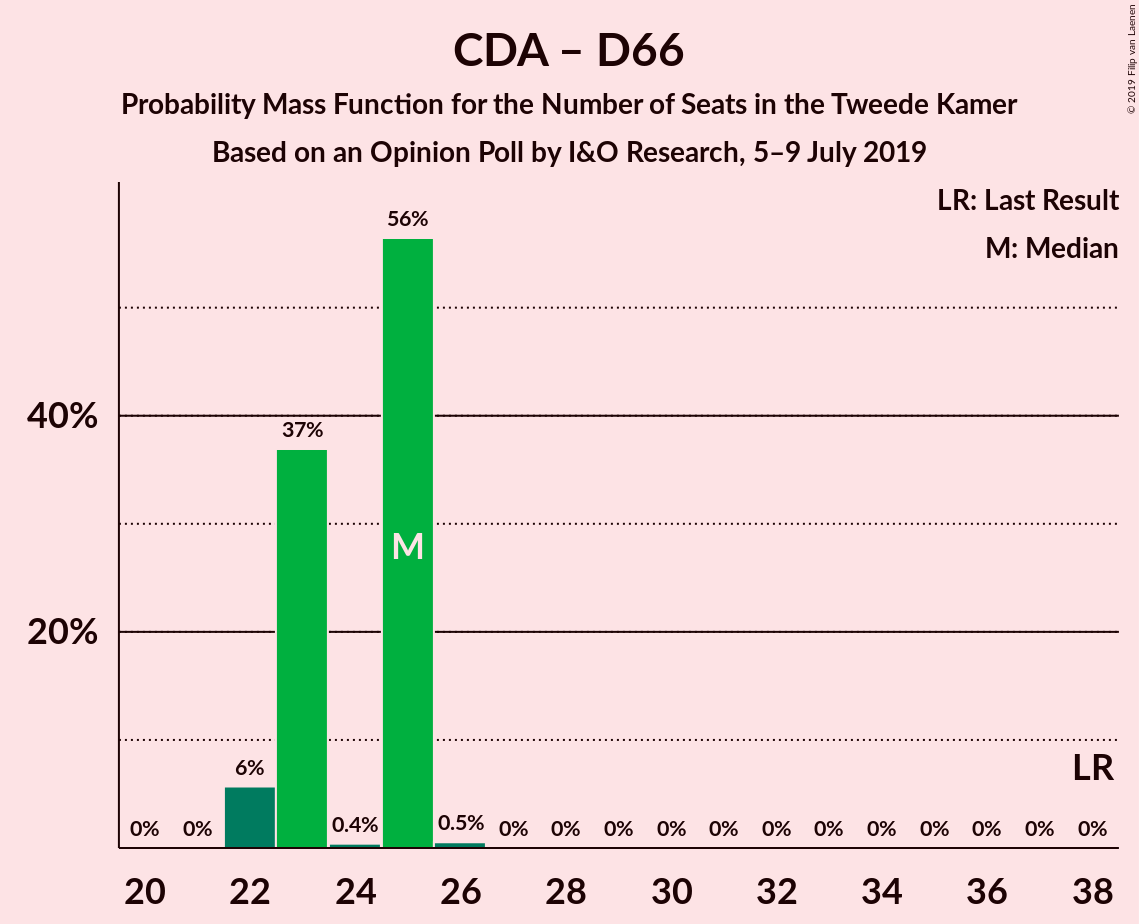 CDA – D66
Probability Mass Function for the Number of Seats in the Tweede Kamer
Based on an Opinion Poll by I&O Research, 5–9 July 2019
© 2019 Filip van Laenen
LR: Last Result
M: Median
56%
40%
37%
M
20%
LR
6%
0% 0% 0.4% 0.5% 0% 0% 0% 0% 0% 0% 0% 0% 0% 0% 0% 0%
20 22 24 26 28 30 32 34 36 38